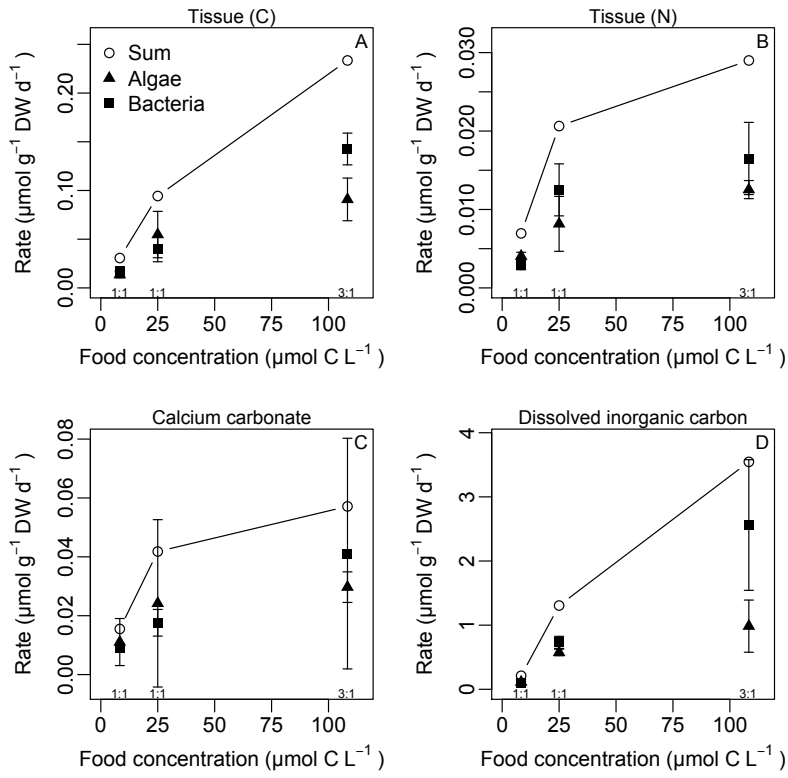 Tissue (C)
A
Sum
Algae
Bacteria
0.00 0.10 0.20
Rate (µmol g⁻¹ DW d⁻¹ )
1:1 1:1 3:1
0 25 50 75 100
Food concentration (µmol C L⁻¹ )
Tissue (N)
B
0.000 0.010 0.020 0.030
Rate (µmol g⁻¹ DW d⁻¹ )
1:1 1:1 3:1
0 25 50 75 100
Food concentration (µmol C L⁻¹ )
Calcium carbonate
C
0.00 0.02 0.04 0.06 0.08
Rate (µmol g⁻¹ DW d⁻¹ )
1:1 1:1 3:1
0 25 50 75 100
Food concentration (µmol C L⁻¹ )
Dissolved inorganic carbon
D
0 1 2 3 4
Rate (µmol g⁻¹ DW d⁻¹ )
1:1 1:1 3:1
0 25 50 75 100
Food concentration (µmol C L⁻¹ )